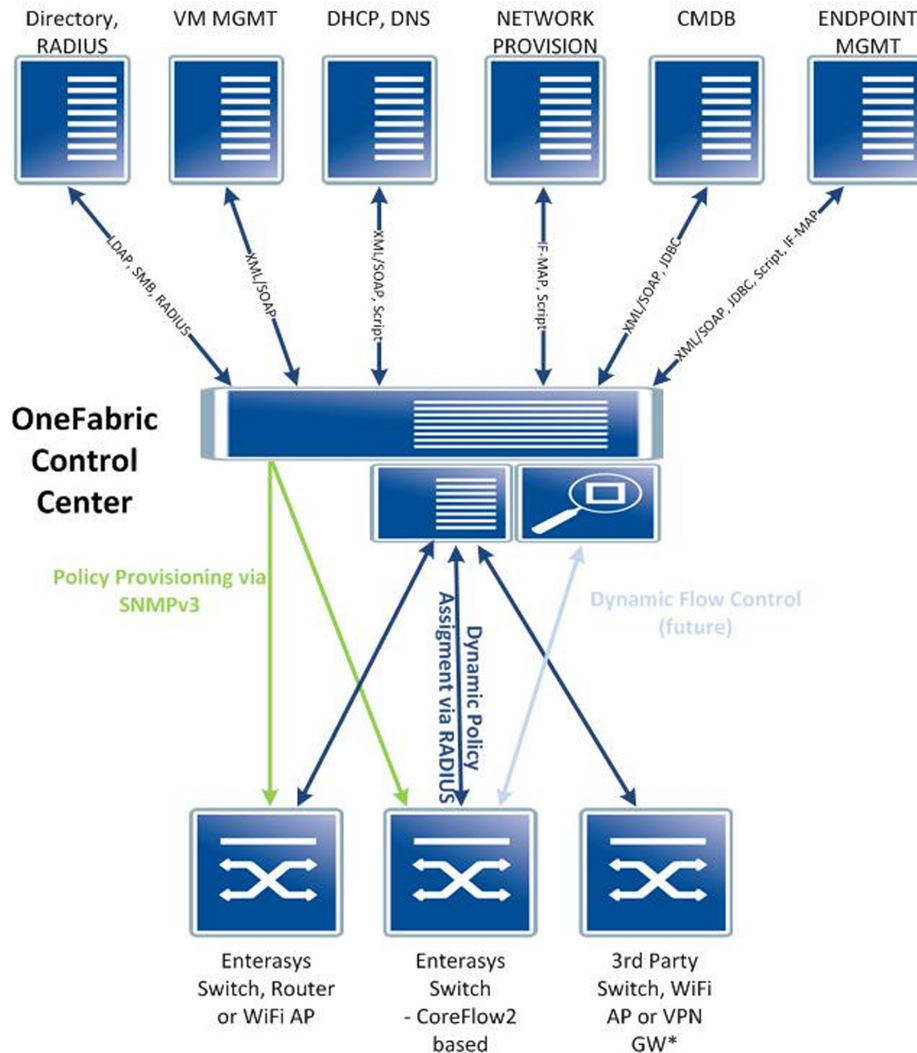 Directory,
RADIUS
VM MGMT
DHCP, DNS
NETWORK
PROVISION
CMDB
ENDPOINT
MGMT
LDAP, SMB, RADIUS
XML/SOAP
XML/SOAP, Script
IF-MAP, Script
XML/SOAP, JDBC
XML/SOAP, JDBC, Script, IF-MAP
OneFabric
Control
Center
Policy Provisioning via
SNMPv3
Dynamic Policy
Assigment via RADIUS
Dynamic Flow Control
(future)
Enterasys
Switch, Router
or WiFi AP
Enterasys
Switch
- CoreFlow2
based
3rd Party
Switch, WiFi
AP or VPN
GW*